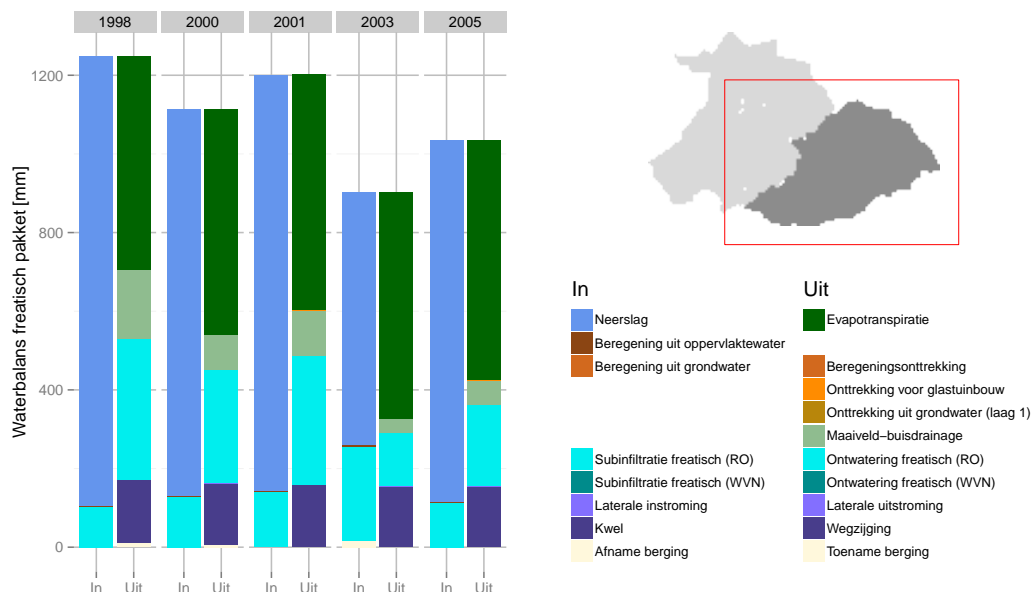 1998 2000 2001 2003 2005
Waterbalans freatisch pakket [mm]
1200
800
400
0
In Uit In Uit In Uit In Uit In Uit
In
Neerslag
Beregening uit oppervlaktewater
Beregening uit grondwater
Subinfiltratie freatisch (RO)
Subinfiltratie freatisch (WVN)
Laterale instroming
Kwel
Afname berging
Uit
Evapotranspiratie
Beregeningsonttrekking
Onttrekking voor glastuinbouw
Onttrekking uit grondwater (laag 1)
Maaiveld−buisdrainage
Ontwatering freatisch (RO)
Ontwatering freatisch (WVN)
Laterale uitstroming
Wegzijging
Toename berging